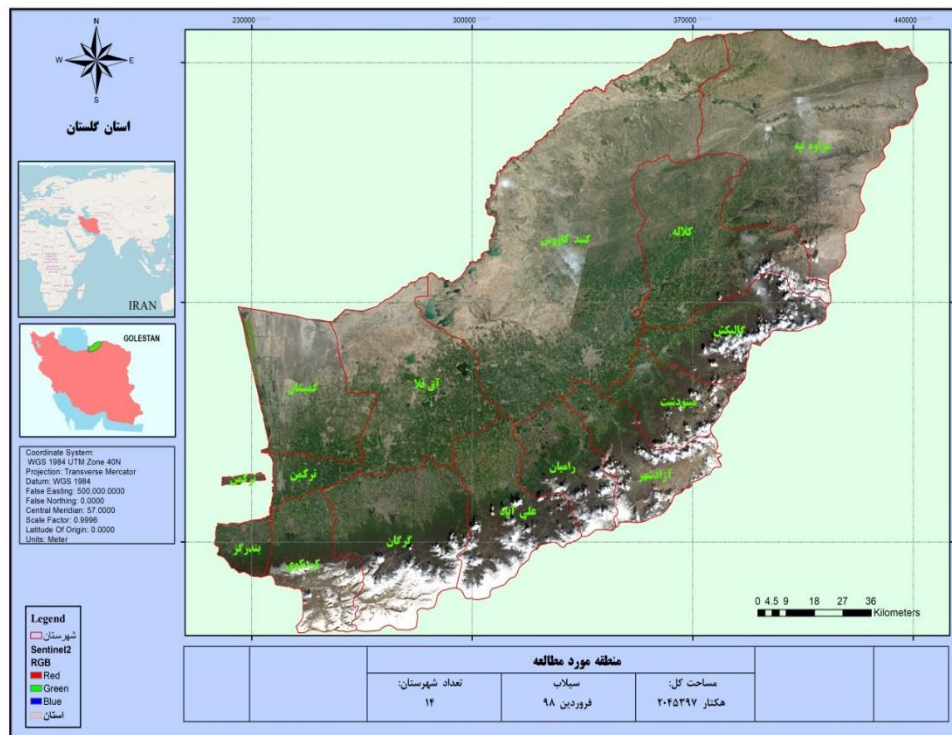 230000 300000 370000 440000
N
W E
S
استان گلستان
IRAN
GOLESTAN
Coordinate System:
WGS 1984 UTM Zone 40N
Projection: Transverse Mercator
Datum: WGS 1984
False Easting: 500,000.0000
False Northing: 0.0000
Central Meridian: 57.0000
Scale Factor: 0.9996
Latitude Of Origin: 0.0000
Units: Meter
Legend
شهرستان
Sentinel2
RGB
Red
Green
Blue
استان
مراوه تپه
کلاله
گنبد کاووس
گالیکش
گمیشان
آق قلا
مینودشت
ترکمن
ترکمن
رامیان
آزادشهر
علی آباد
گرگان
بندرگز
کردکوی
0 4.5 9 18 27 36
Kilometers
منطقه مورد مطالعه
مساحت کل:
هکتار ۲۰۴۵۳۹۷
سیلاب
فروردین ۹۸
تعداد شهرستان:
۱۴